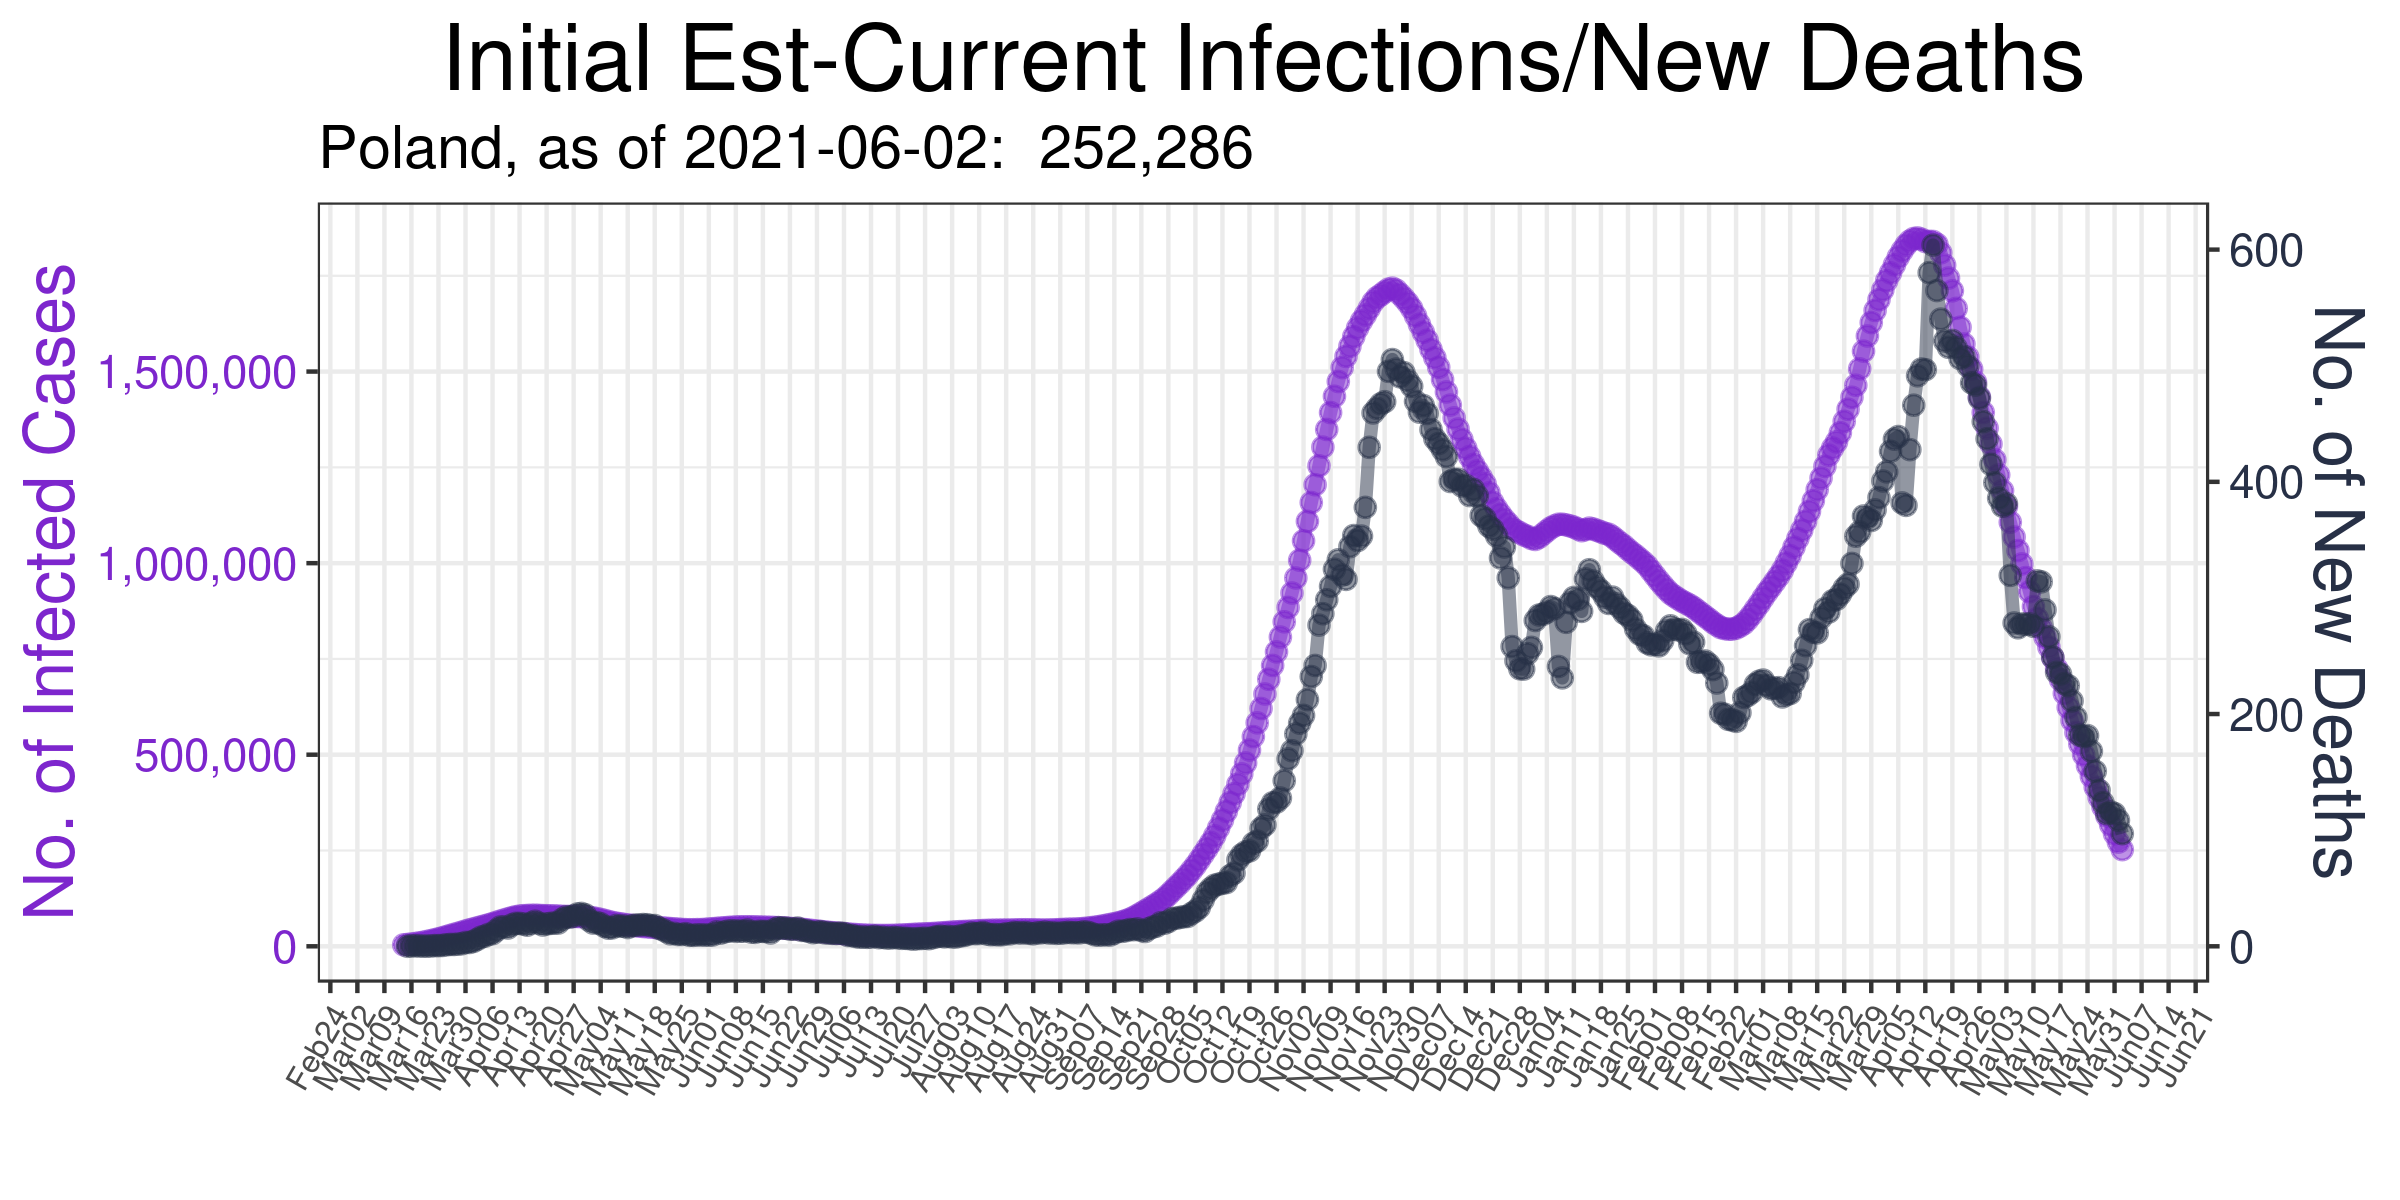 Initial Est-Current Infections/New Deaths
Poland, as of 2021-06-02:  252,286
No. of Infected Cases
1,500,000
1,000,000
500,000
0
600
400
200
0
No. of New Deaths
Feb24
Mar02
Mar09
Mar16
Mar23
Mar30
Apr06
Apr13
Apr20
Apr27
May04
May11
May18
May25
Jun01
Jun08
Jun15
Jun22
Jun29
Jul06
Jul13
Jul20
Jul27
Aug03
Aug10
Aug17
Aug24
Aug31
Sep07
Sep14
Sep21
Sep28
Oct05
Oct12
Oct19
Oct26
Nov02
Nov09
Nov16
Nov23
Nov30
Dec07
Dec14
Dec21
Dec28
Jan04
Jan11
Jan18
Jan25
Feb01
Feb08
Feb15
Feb22
Mar01
Mar08
Mar15
Mar22
Mar29
Apr05
Apr12
Apr19
Apr26
May03
May10
May17
May24
May31
Jun07
Jun14
Jun21